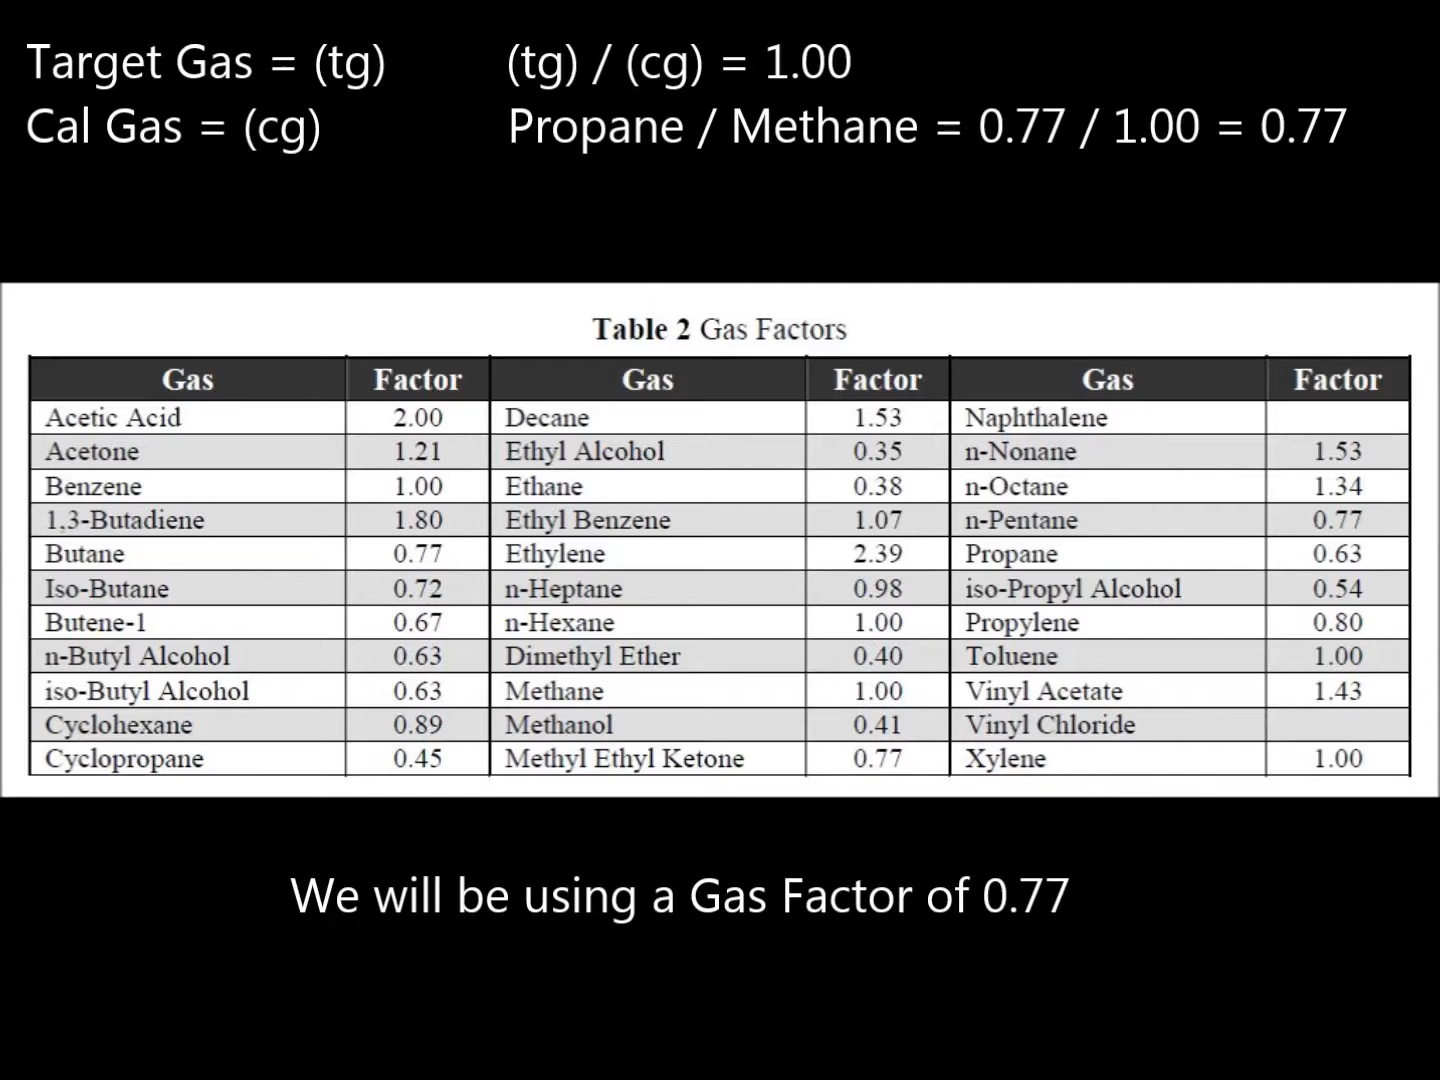 Target Gas = (tg) (tg) / (cg) = 1.00
Cal Gas = (cg) Propane / Methane = 0.77 / 1.00 = 0.77
Table 2 Gas Factors
Gas Factor Gas Factor Gas Factor
Acetic Acid 2.00 Decane 1.53 Naphthalene
Acetone 1.21 Ethyl Alcohol 0.35 n-Nonane 1.53
Benzene 1.00 Ethane 0.38 n-Octane 1.34
1,3-Butadiene 1.80 Ethyl Benzene 1.07 n-Pentane 0.77
Butane 0.77 Ethylene 2.39 Propane 0.63
Iso-Butane 0.72 n-Heptane 0.98 iso-Propyl Alcohol 0.54
Butene-1 0.67 n-Hexane 1.00 Propylene 0.80
n-Butyl Alcohol 0.63 Dimethyl Ether 0.40 Toluene 1.00
iso-Butyl Alcohol 0.63 Methane 1.00 Vinyl Acetate 1.43
Cyclohexane 0.89 Methanol 0.41 Vinyl Chloride
Cyclopropane 0.45 Methyl Ethyl Ketone 0.77 Xylene 1.00
We will be using a Gas Factor of 0.77